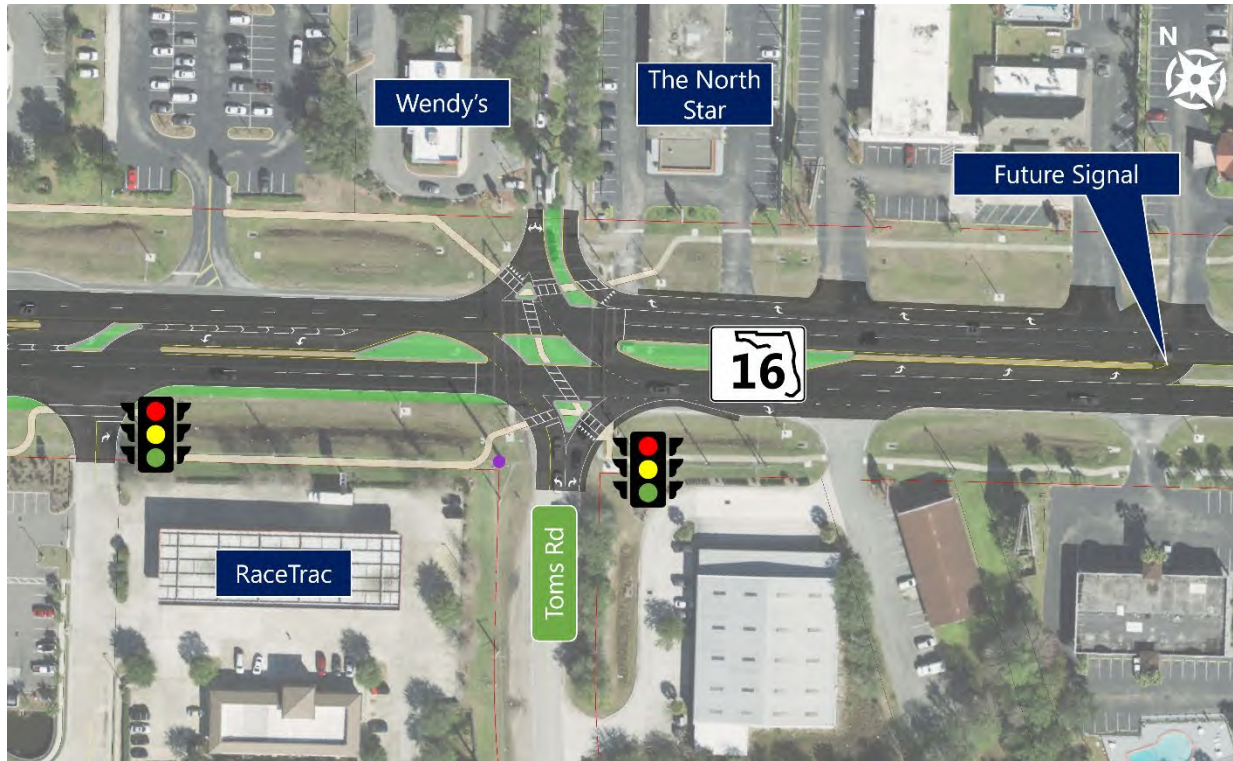 N
Wendy's
The North
Star
Future Signal
16
RaceTrac
Toms Rd